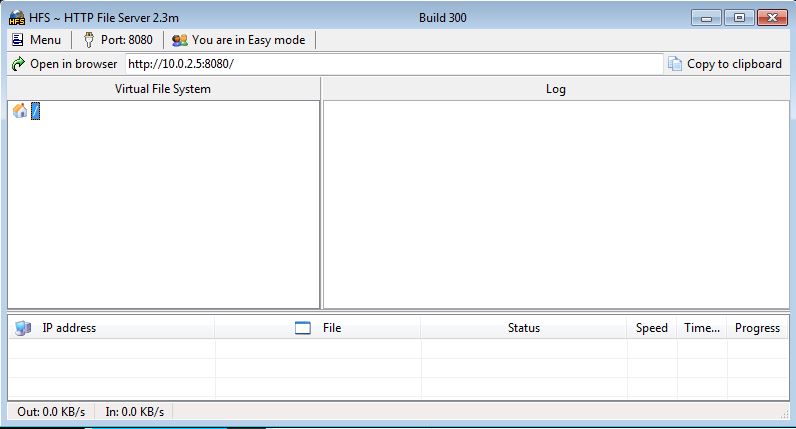 HFS ~ HTTP File Server 2.3m Build 300
Menu Port: 8080 You are in Easy mode
Open in browser http://10.0.2.5:8080/ Copy to clipboard
Virtual File System Log
/
IP address File Status Speed Time... Progress
Out: 0.0 KB/s In: 0.0 KB/s